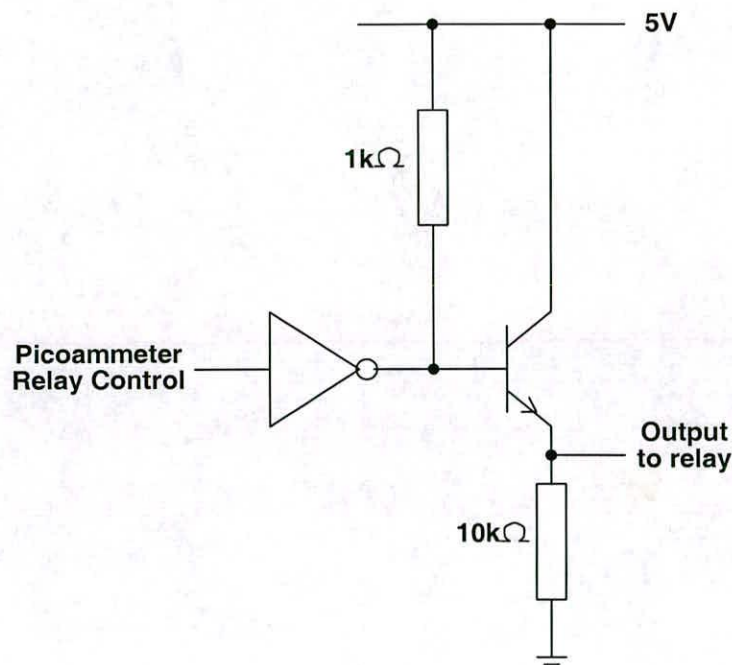 5V
1kΩ
Picoammeter
Relay Control
Output
to relay
10kΩ